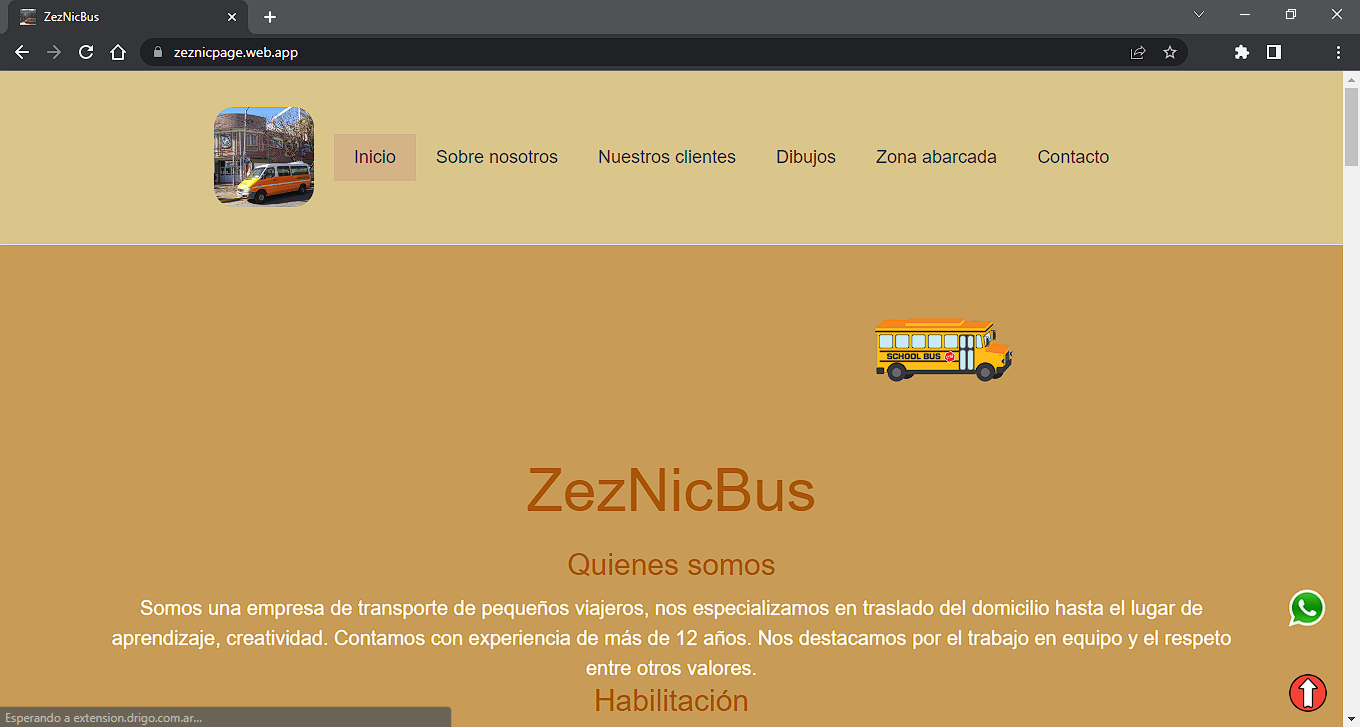 ZezNicBus
zeznicpage.web.app
Inicio
Sobre nosotros
Nuestros clientes
Dibujos
Zona abarcada
Contacto
SCHOOL BUS
ZezNicBus
Quienes somos
Somos una empresa de transporte de pequeños viajeros, nos especializamos en traslado del domicilio hasta el lugar de
aprendizaje, creatividad. Contamos con experiencia de más de 12 años. Nos destacamos por el trabajo en equipo y el respeto
entre otros valores.
Habilitación
Esperando a extension.drigo.com.ar...